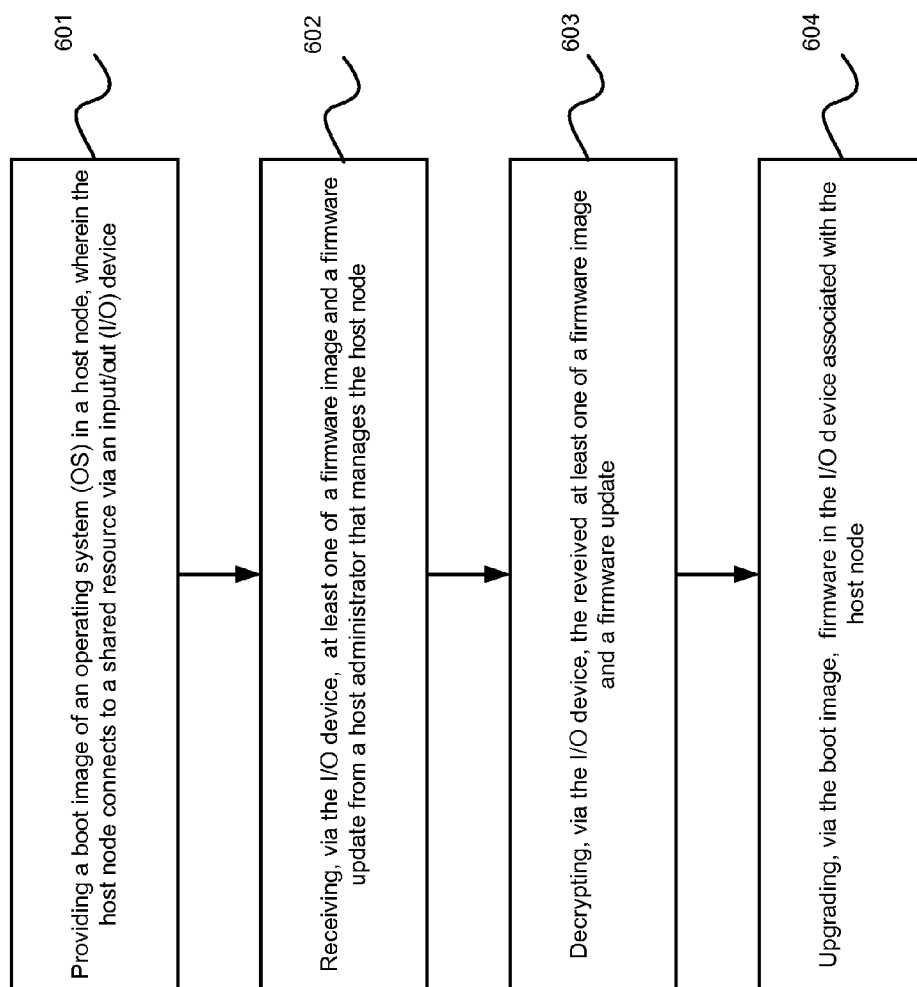 601
Providing a boot image of an operating system (OS) in a host node, wherein the
host node connects to a shared resource via an input/out (I/O) device
602
Receiving, via the I/O device, at least one of a firmware image and a firmware
update from a host administrator that manages the host node
603
Decrypting, via the I/O device, the reveived at least one of a firmware image
and a firmware update
604
Upgrading, via the boot image, firmware in the I/O device associated with the
host node